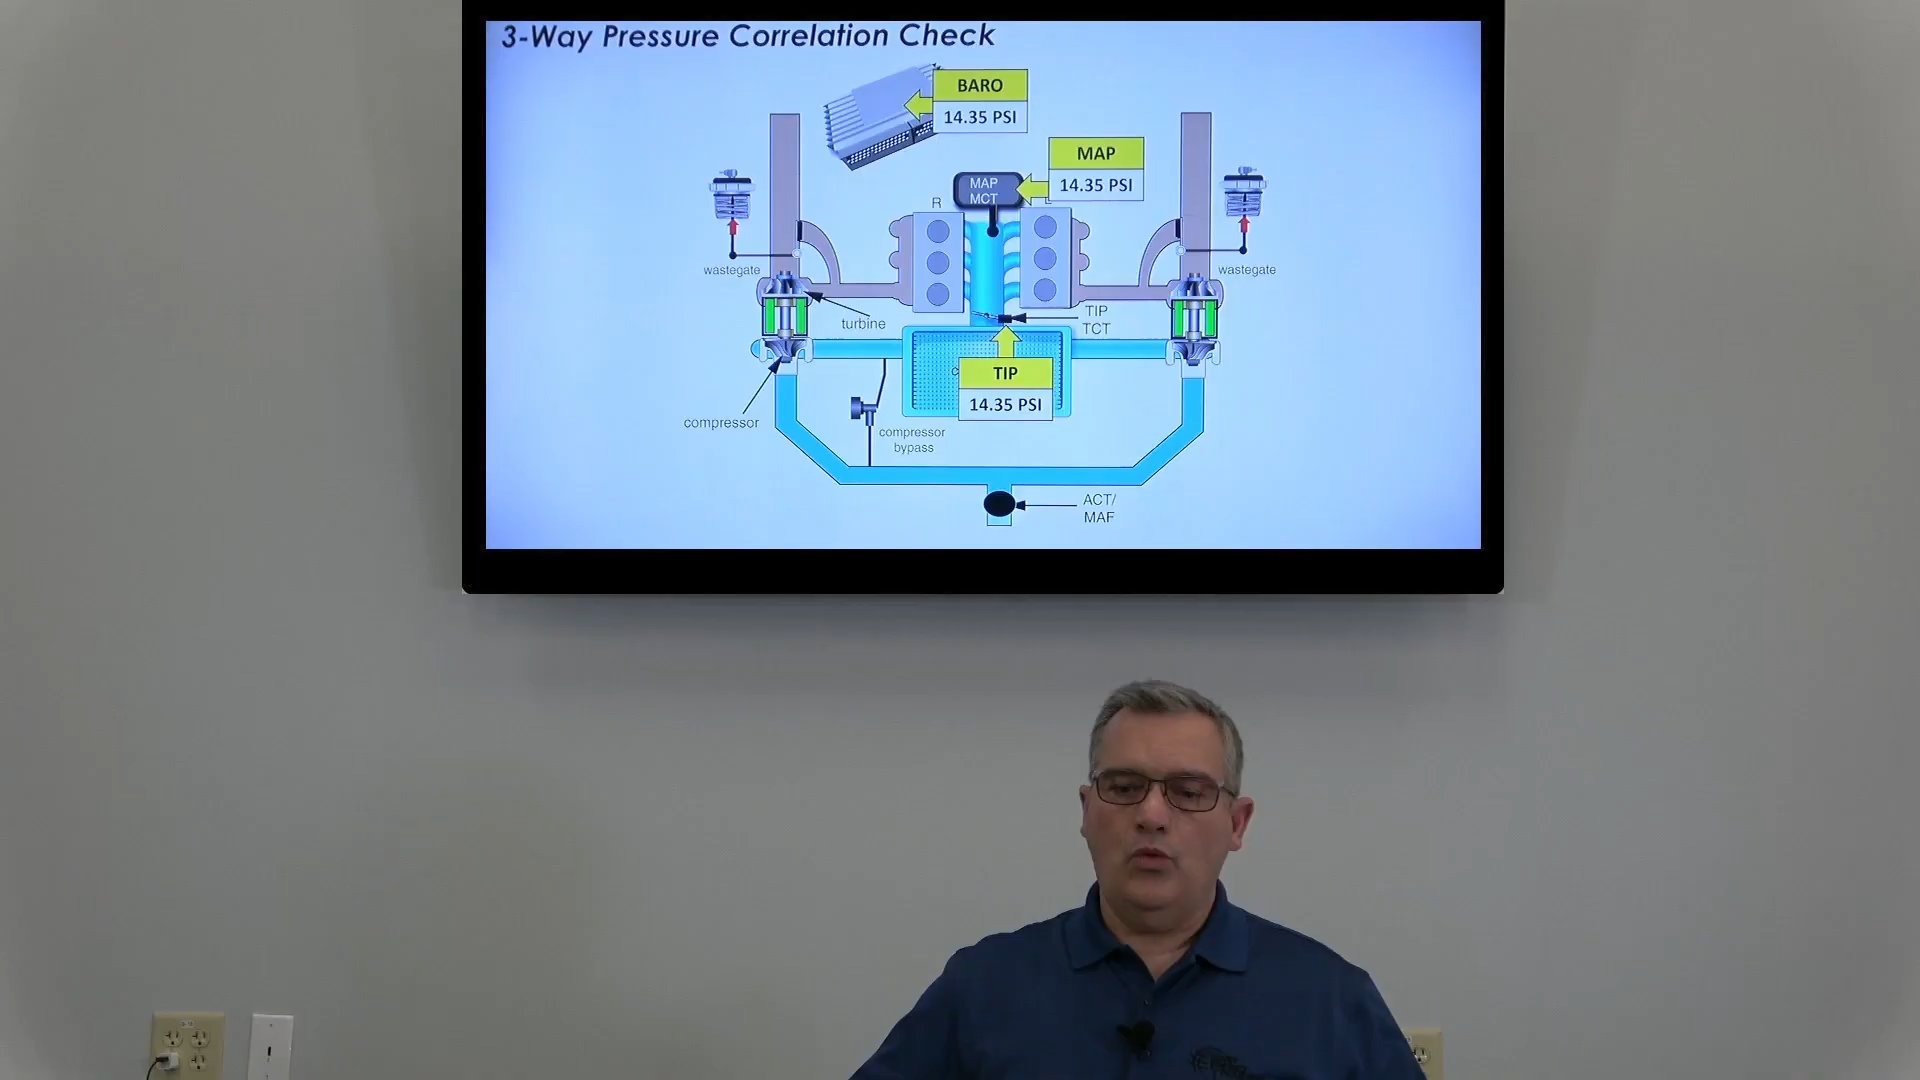 3-Way Pressure Correlation Check
BARO
14.35 PSI
MAP
14.35 PSI
MAP
MCT
R
wastegate
wastegate
turbine
TIP
TCT
TIP
14.35 PSI
compressor
compressor
bypass
ACT/
MAF